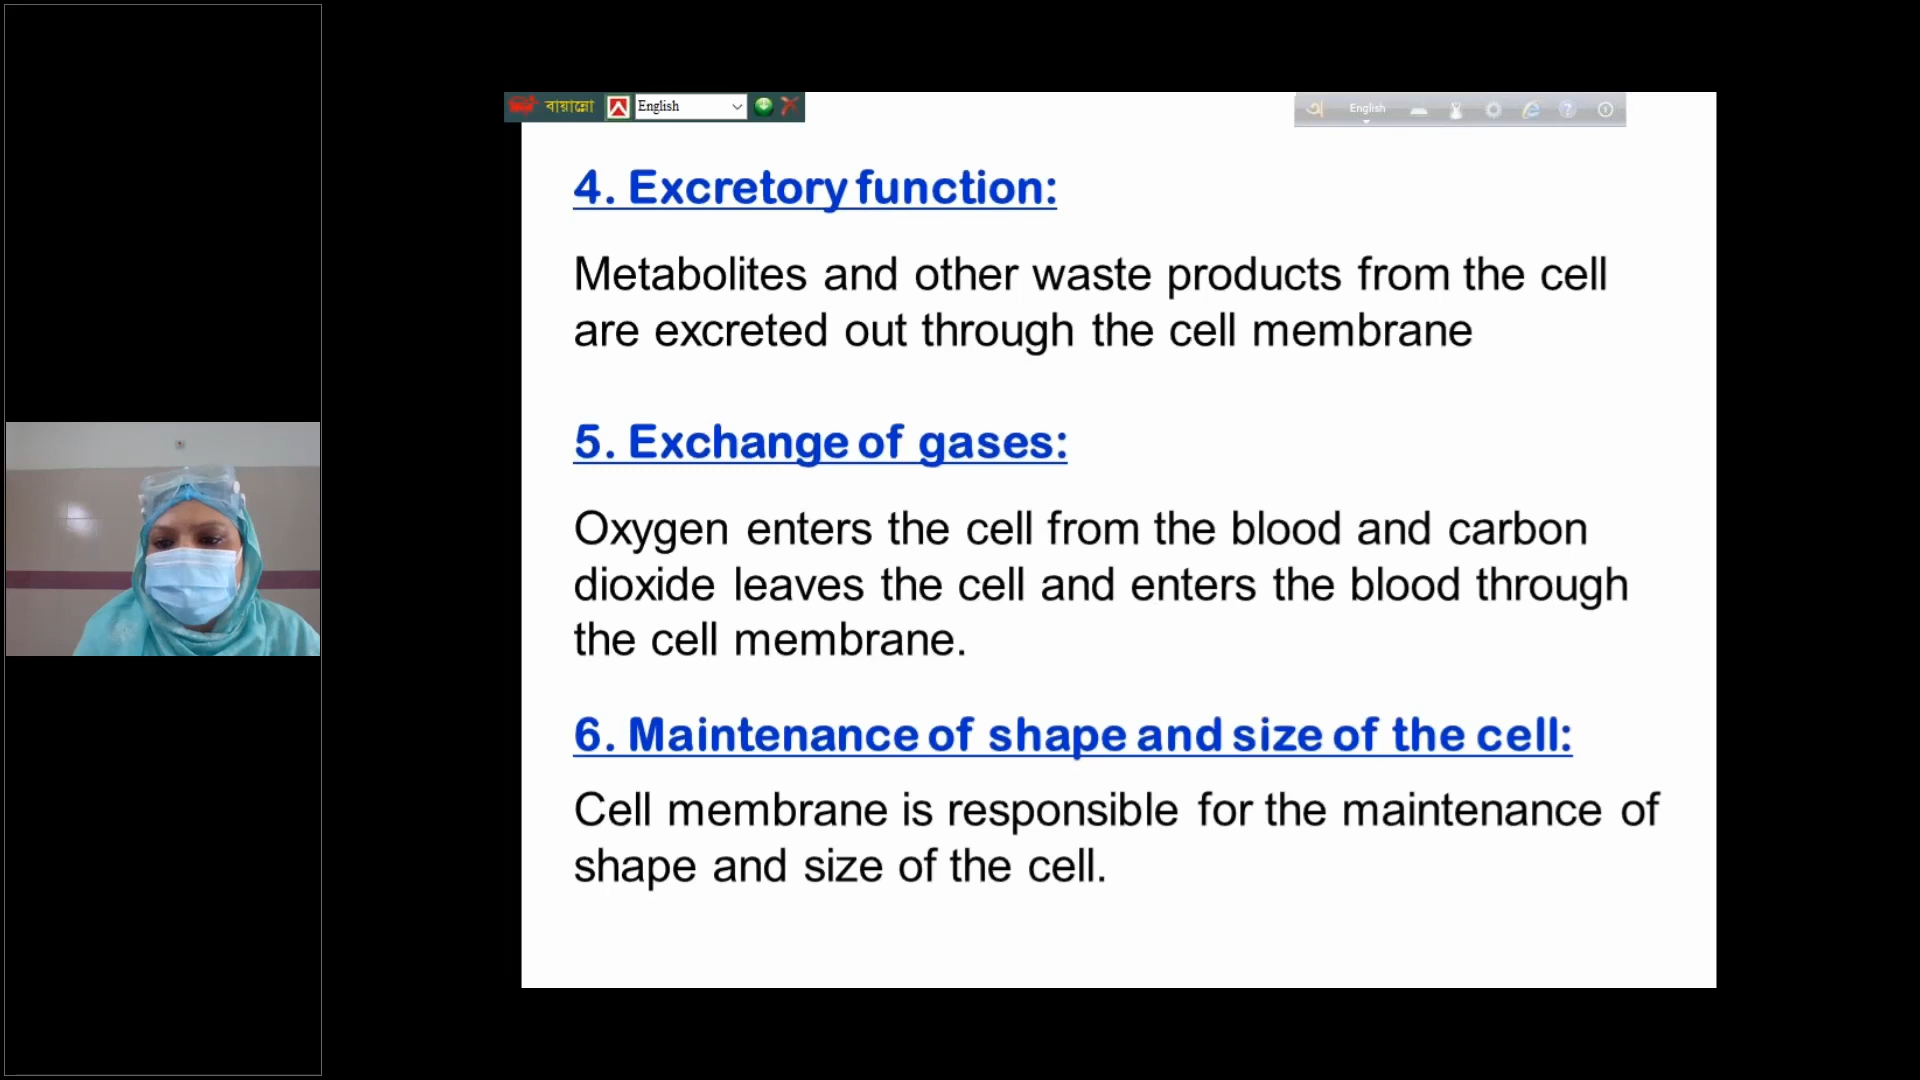 বায়ান্নো English
অ English
4. Excretory function:
Metabolites and other waste products from the cell
are excreted out through the cell membrane
5. Exchange of gases:
Oxygen enters the cell from the blood and carbon
dioxide leaves the cell and enters the blood through
the cell membrane.
6. Maintenance of shape and size of the cell:
Cell membrane is responsible for the maintenance of
shape and size of the cell.